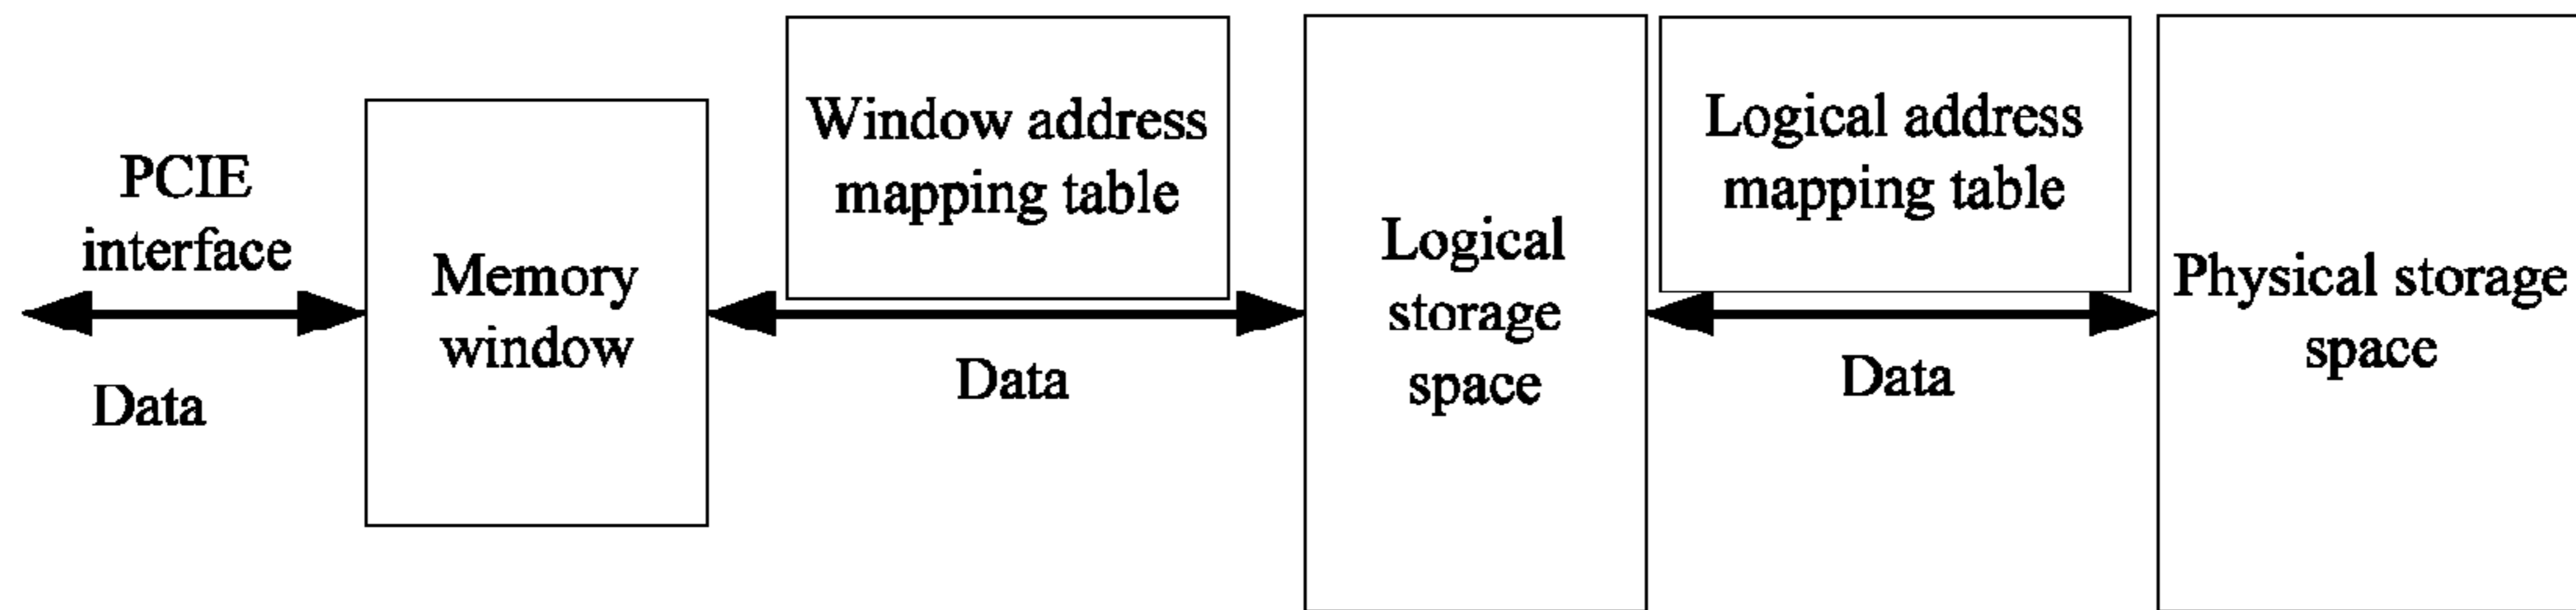 PCIE
interface
Data
Memory
window
Window address
mapping table
Data
Logical
storage
space
Logical address
mapping table
Data
Physical storage
space